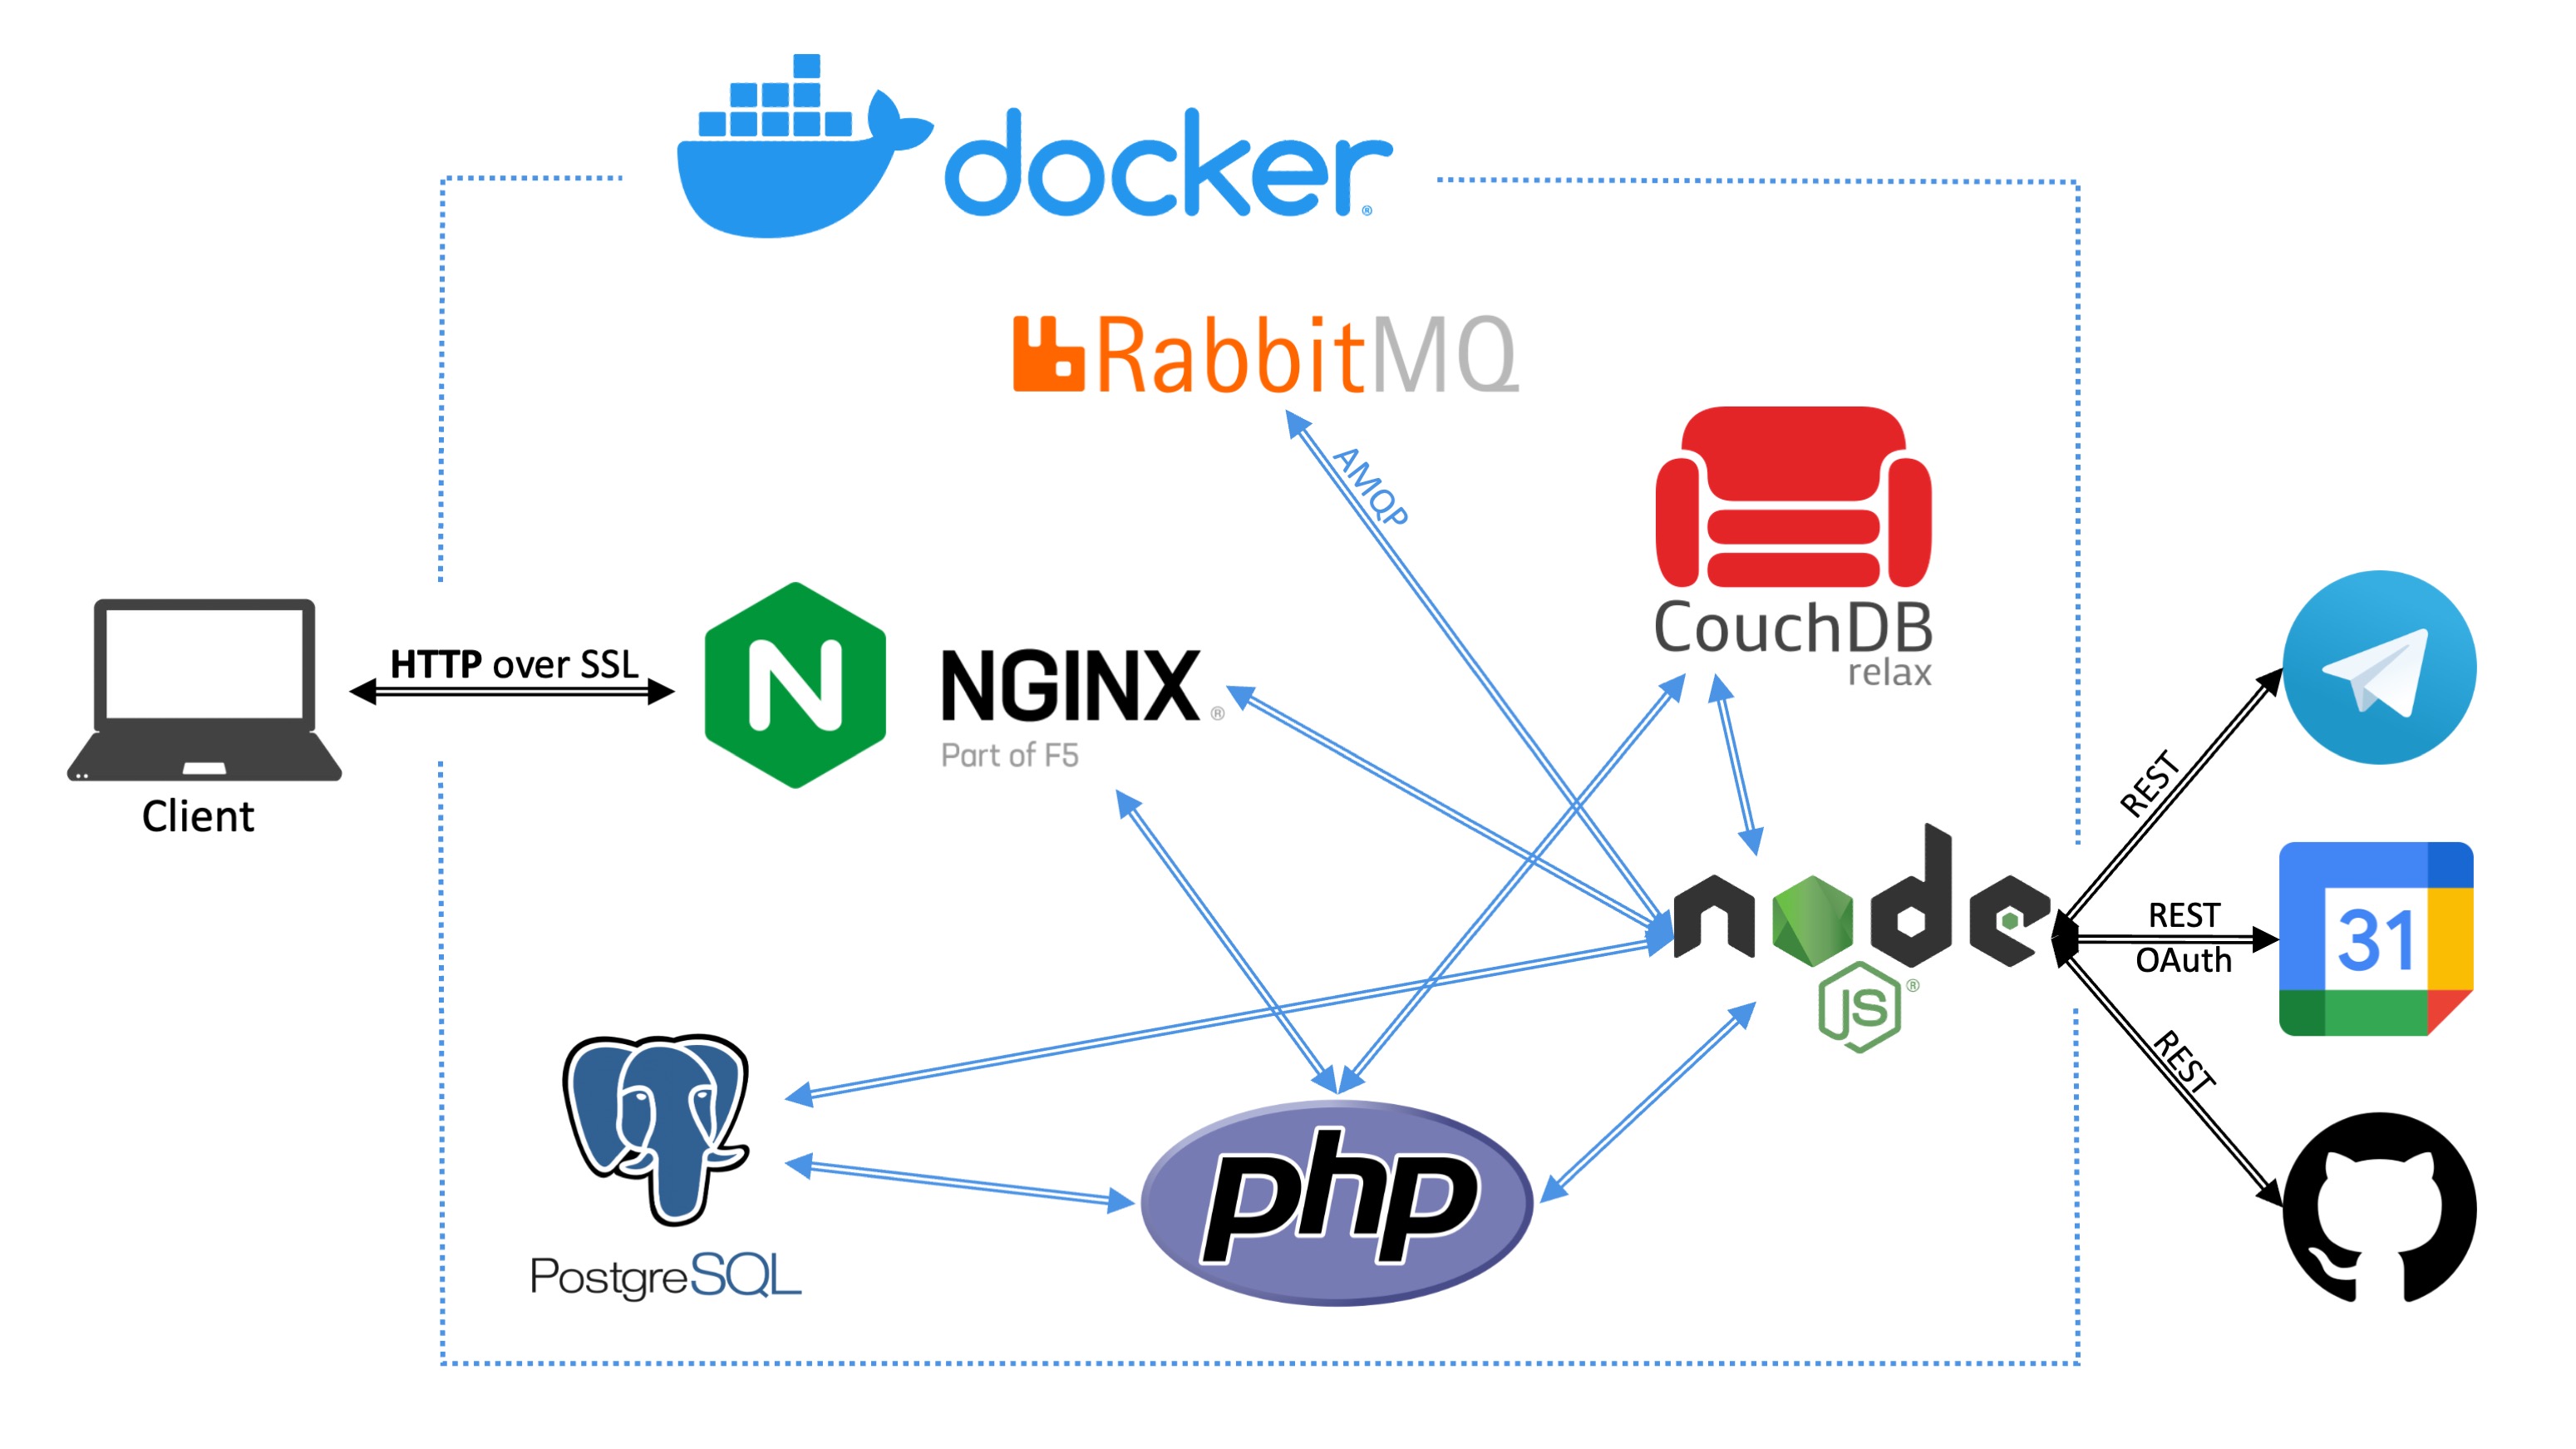 docker®
RabbitMQ
AMQP
CouchDB
relax
HTTP over SSL
N
NGINX®
Part of F5
Client
REST
node
JS®
REST
31
OAuth
REST
PostgreSQL
php